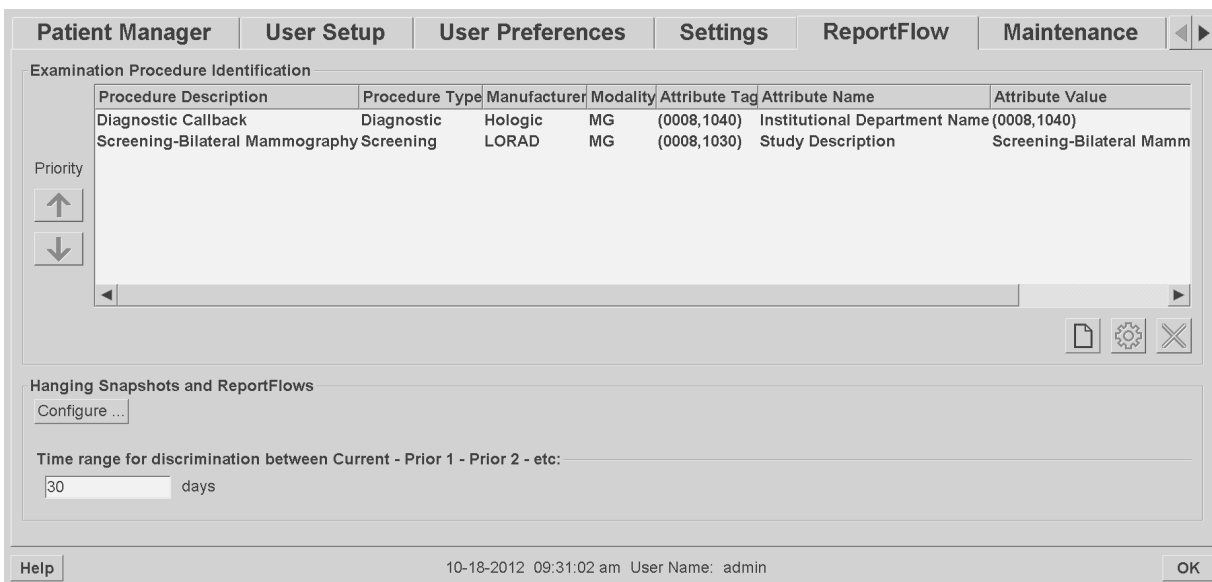 Patient Manager User Setup User Preferences Settings ReportFlow Maintenance
Examination Procedure Identification
Procedure Description Procedure Type Manufacturer Modality Attribute Tag Attribute Name Attribute Value
Diagnostic Callback Diagnostic Hologic MG (0008,1040) Institutional Department Name (0008,1040)
Screening-Bilateral Mammography Screening LORAD MG (0008,1030) Study Description Screening-Bilateral Mamm
Priority
Hanging Snapshots and ReportFlows
Configure ...
Time range for discrimination between Current - Prior 1 - Prior 2 - etc:
30 days
Help 10-18-2012 09:31:02 am User Name: admin OK